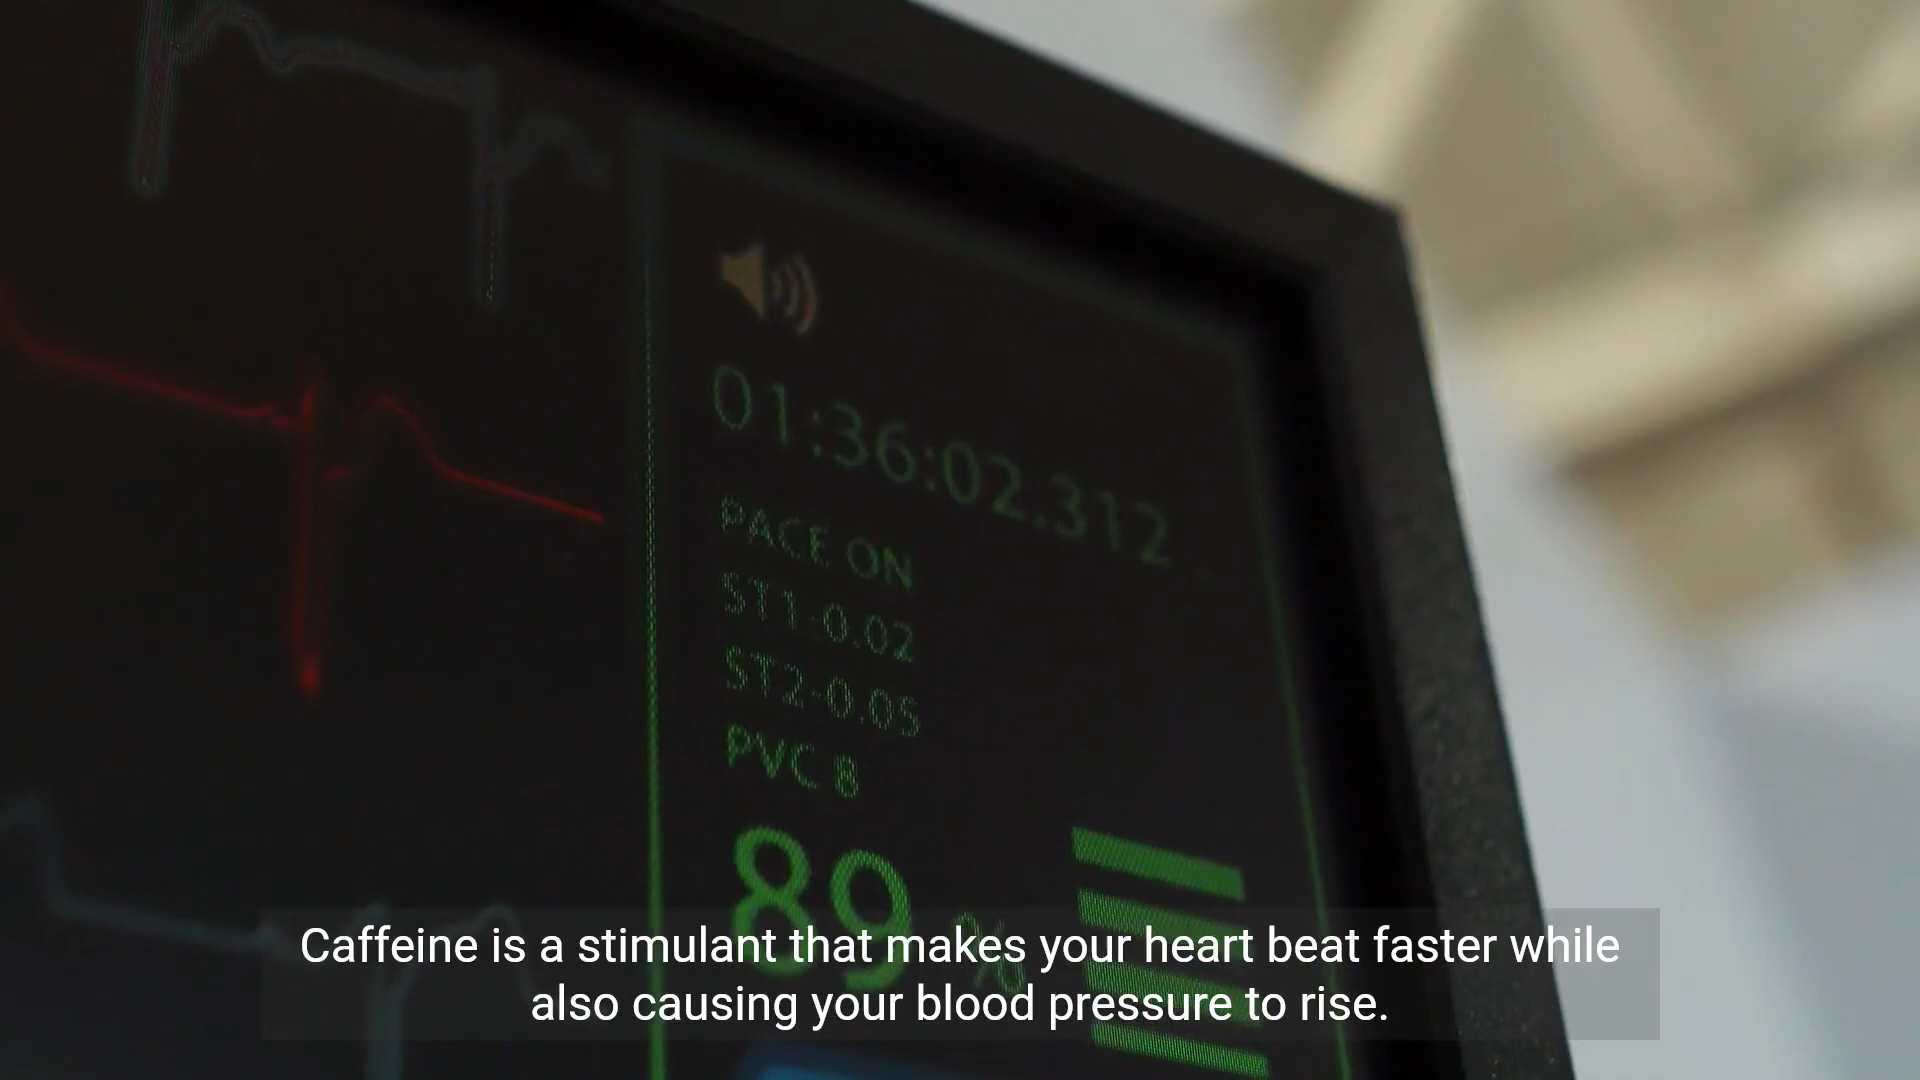 01:36:02.312
PACE ON
ST1-0.02
ST2-0.05
PVC 8
89 %
Caffeine is a stimulant that makes your heart beat faster while
also causing your blood pressure to rise.